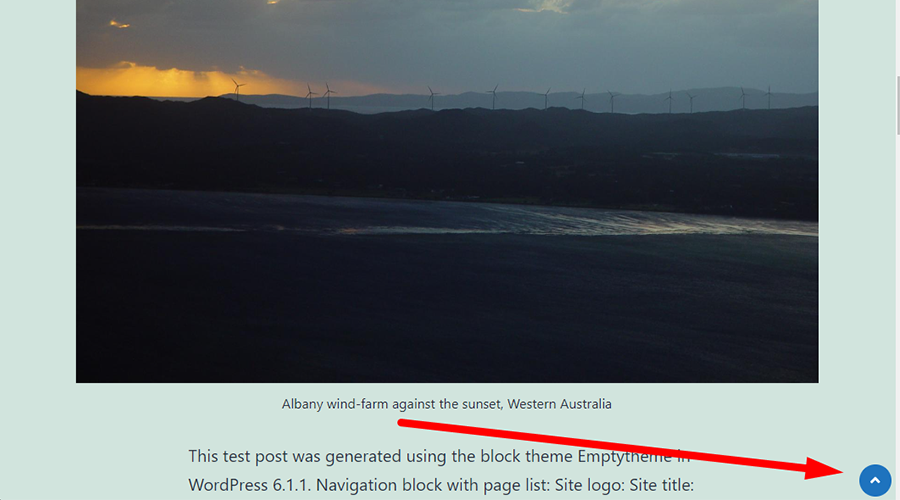 Albany wind-farm against the sunset, Western Australia
This test post was generated using the block theme Emptytheme in
WordPress 6.1.1. Navigation block with page list: Site logo: Site title: